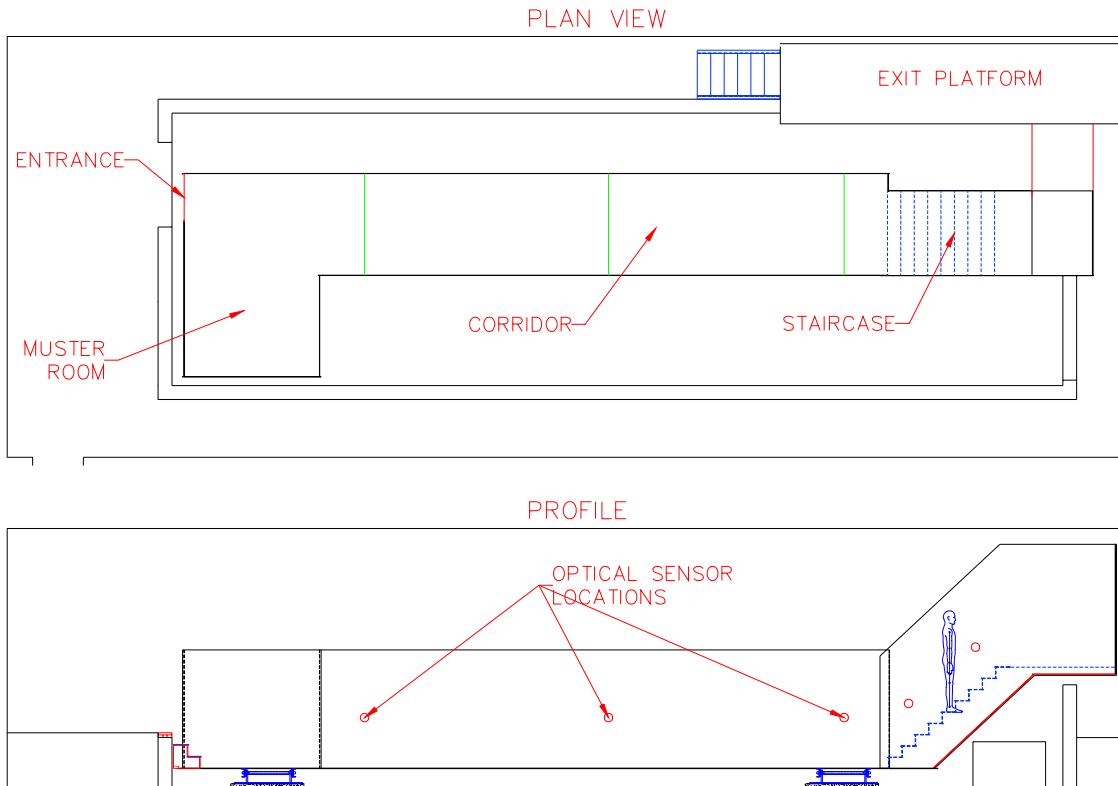 PLAN VIEW
EXIT PLATFORM
ENTRANCE
CORRIDOR
STAIRCASE
MUSTER
ROOM
PROFILE
OPTICAL SENSOR
LOCATIONS